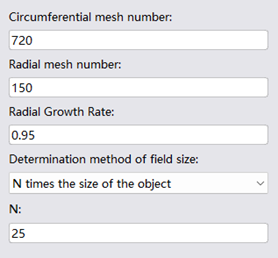 Circumferential mesh number:
720
Radial mesh number:
150
Radial Growth Rate:
0.95
Determination method of field size:
N times the size of the object
N:
25